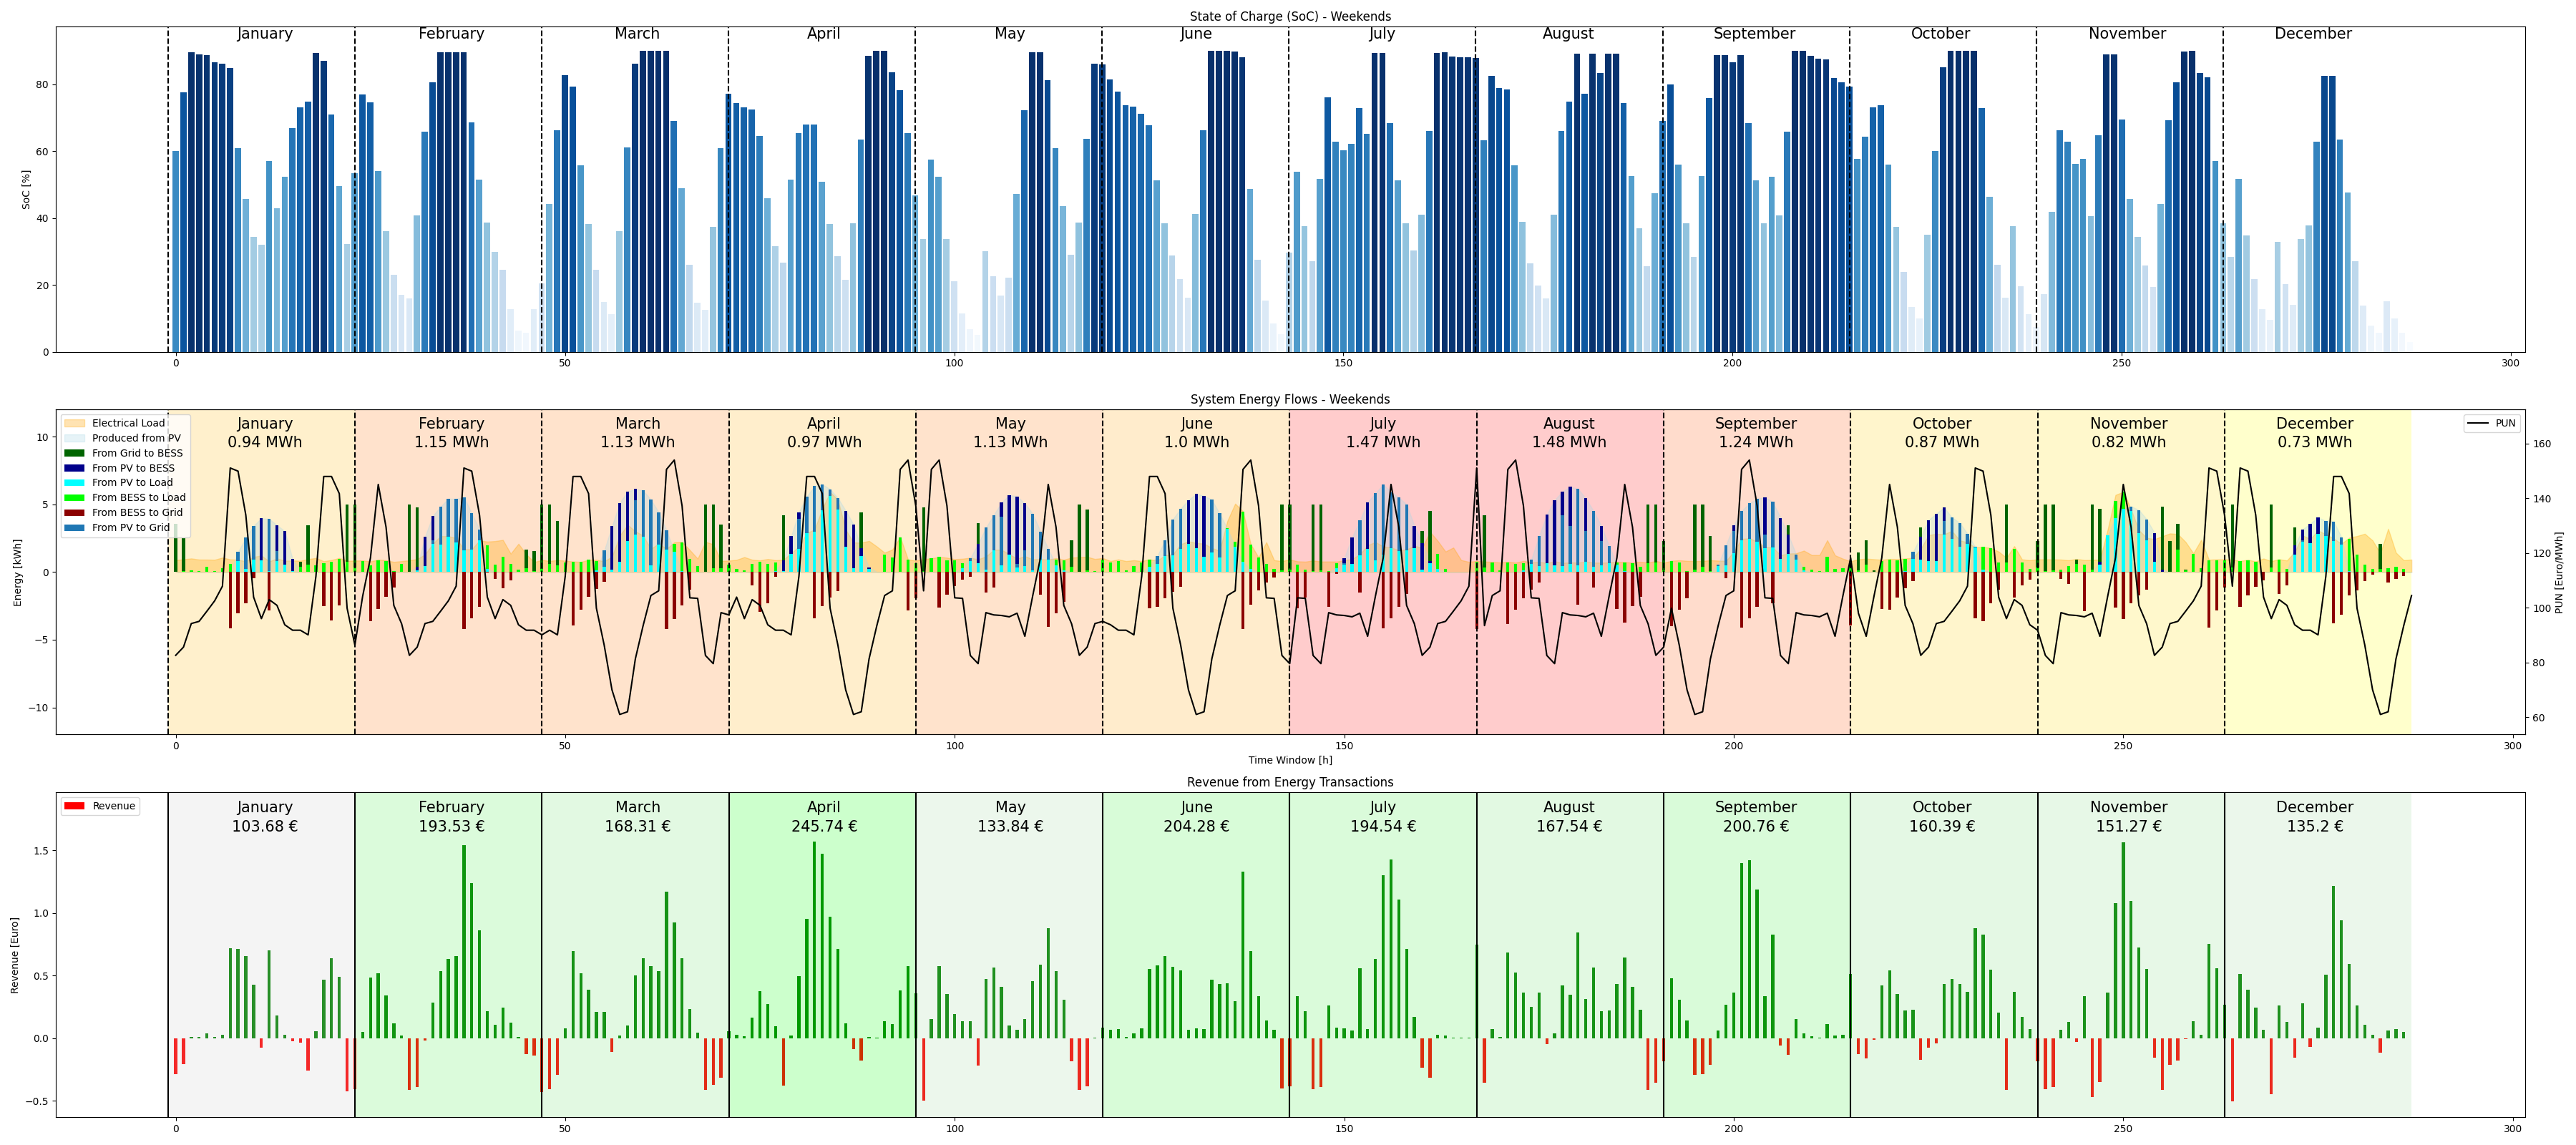 State of Charge (SoC) - Weekends
January February March April May June July August September October November December
SoC [%]
80
60
40
20
0
0 50 100 150 200 250 300
System Energy Flows - Weekends
Electrical Load
Produced from PV
From Grid to BESS
From PV to BESS
From PV to Load
From BESS to Load
From BESS to Grid
From PV to Grid
January February March April May June July August September October November December
0.94 MWh 1.15 MWh 1.13 MWh 0.97 MWh 1.13 MWh 1.0 MWh 1.47 MWh 1.48 MWh 1.24 MWh 0.87 MWh 0.82 MWh 0.73 MWh
PUN
Energy [kWh]
10
5
0
−5
−10
PUN [Euro/MWh]
160
140
120
100
80
60
0 50 100 150 200 250 300
Time Window [h]
Revenue from Energy Transactions
Revenue
January February March April May June July August September October November December
103.68 € 193.53 € 168.31 € 245.74 € 133.84 € 204.28 € 194.54 € 167.54 € 200.76 € 160.39 € 151.27 € 135.2 €
Revenue [Euro]
1.5
1.0
0.5
0.0
−0.5
0 50 100 150 200 250 300